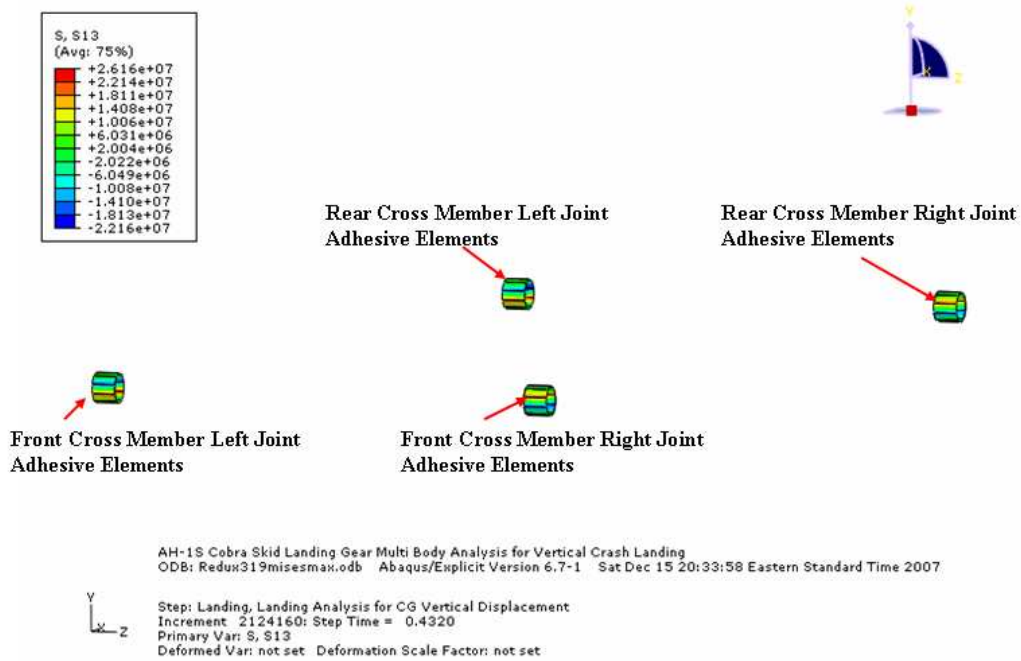 S, S13
(Avg: 75%)
+2.616e+07
+2.214e+07
+1.811e+07
+1.408e+07
+1.006e+07
+6.031e+06
+2.004e+06
-2.022e+06
-6.049e+06
-1.008e+07
-1.410e+07
-1.813e+07
-2.216e+07
Y
X
Z
Rear Cross Member Left Joint
Adhesive Elements
Rear Cross Member Right Joint
Adhesive Elements
Front Cross Member Left Joint
Adhesive Elements
Front Cross Member Right Joint
Adhesive Elements
AH-1S Cobra Skid Landing Gear Multi Body Analysis for Vertical Crash Landing
ODB: Redux319misesmax.odb Abaqus/Explicit Version 6.7-1 Sat Dec 15 20:33:58 Eastern Standard Time 2007
Y
X
Z
Step: Landing, Landing Analysis for CG Vertical Displacement
Increment 2124160: Step Time = 0.4320
Primary Var: S, S13
Deformed Var: not set Deformation Scale Factor: not set